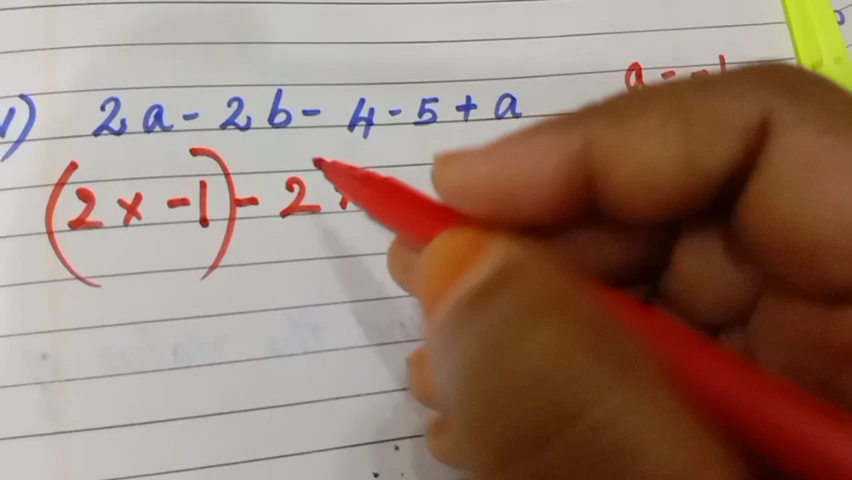 2a - 2b - 4 - 5 + a
a = -1
(2 × -1) - 2